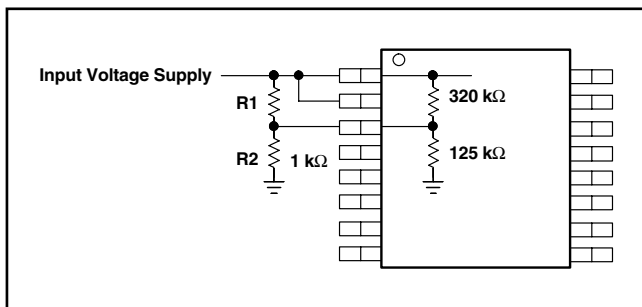 Input Voltage Supply
R1
320 kΩ
R2
1 kΩ
125 kΩ